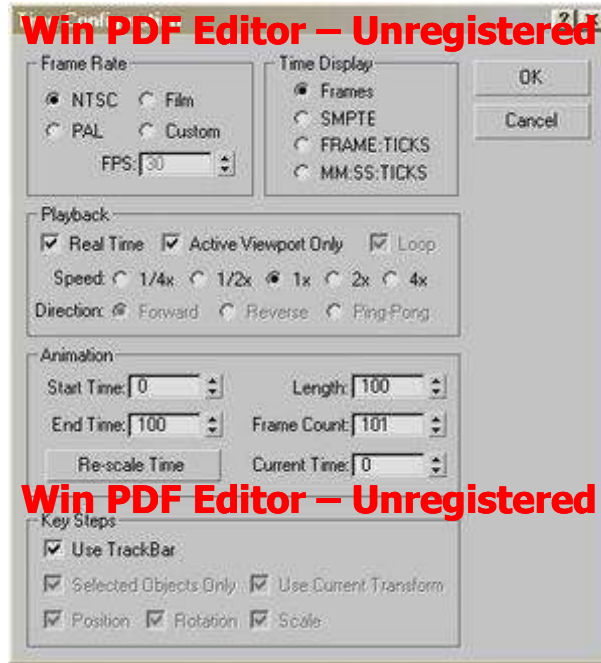 Win PDF Editor – Unregistered
Frame Rate
NTSC Film
PAL Custom
FPS: 30
Time Display
Frames
SMPTE
FRAME:TICKS
MM:SS:TICKS
OK
Cancel
Playback
Real Time Active Viewport Only Loop
Speed: 1/4x 1/2x 1x 2x 4x
Direction: Forward Reverse Ping-Pong
Animation
Start Time: 0 Length: 100
End Time: 100 Frame Count: 101
Re-scale Time Current Time: 0
Win PDF Editor – Unregistered
Key Steps
Use TrackBar
Selected Objects Only Use Current Transform
Position Rotation Scale